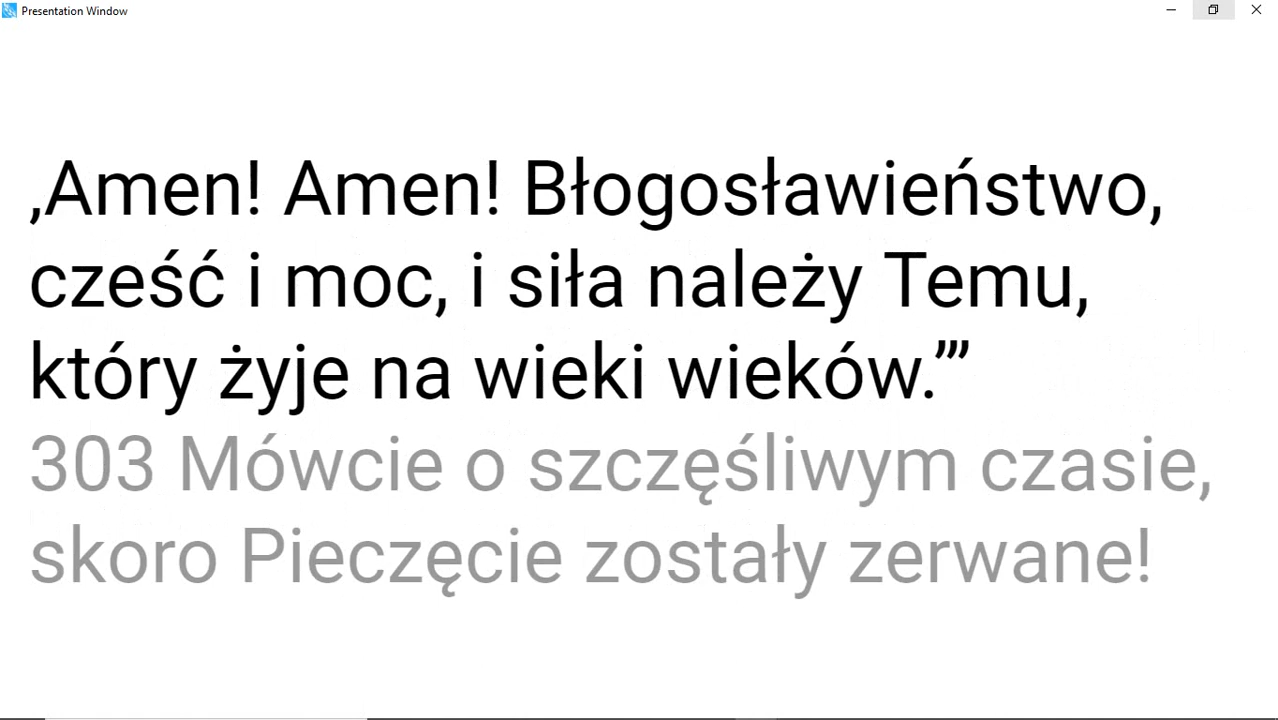 Presentation Window
‚Amen! Amen! Błogosławieństwo,
cześć i moc, i siła należy Temu,
który żyje na wieki wieków.’”
303 Mówcie o szczęśliwym czasie,
skoro Pieczęcie zostały zerwane!